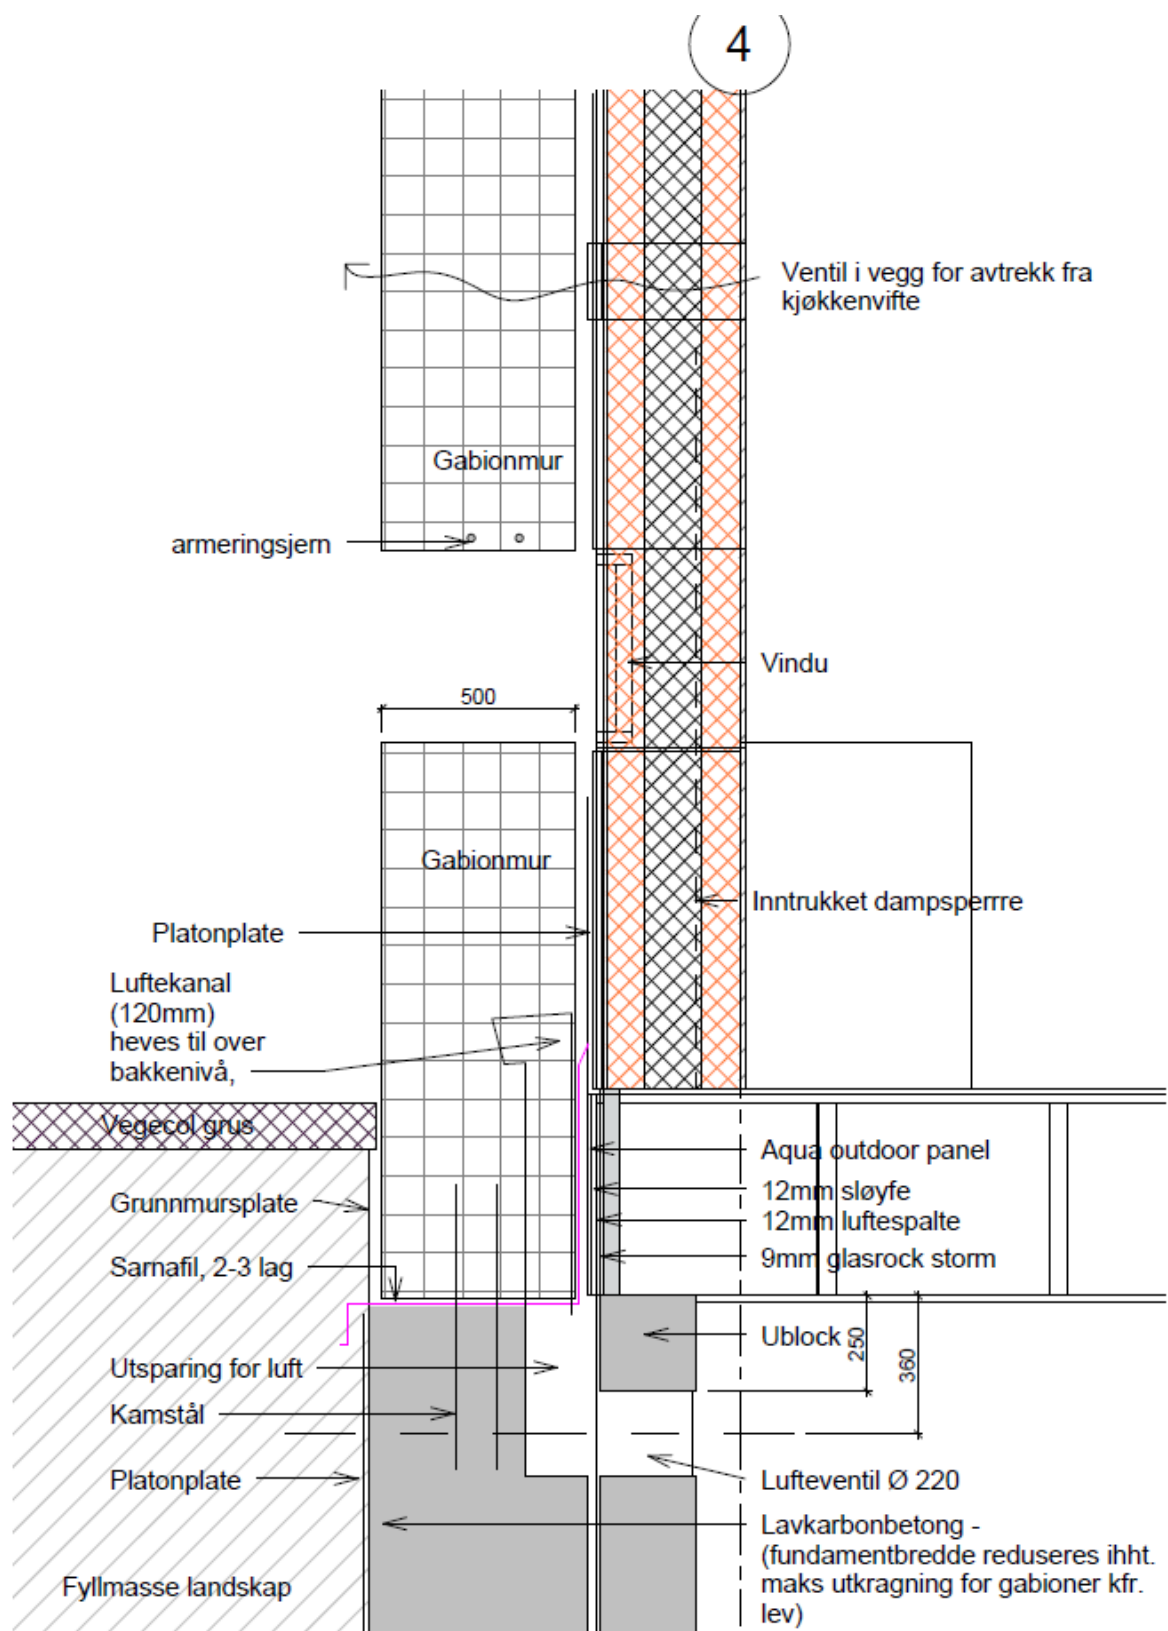 4
Ventil i vegg for avtrekk fra
kjøkkenvifte
Gabionmur
armeringsjern
Vindu
500
Gabionmur
Inntrukket dampsperrre
Platonplate
Luftekanal
(120mm)
heves til over
bakkenivå,
Vegecol grus
Aqua outdoor panel
12mm sløyfe
12mm luftespalte
9mm glasrock storm
Grunnmursplate
Sarnafil, 2-3 lag
Ublock
250
360
Utsparing for luft
Kamstål
Platonplate
Lufteventil Ø 220
Lavkarbonbetong -
(fundamentbredde reduseres ihht.
maks utkragning for gabioner kfr.
lev)
Fyllmasse landskap